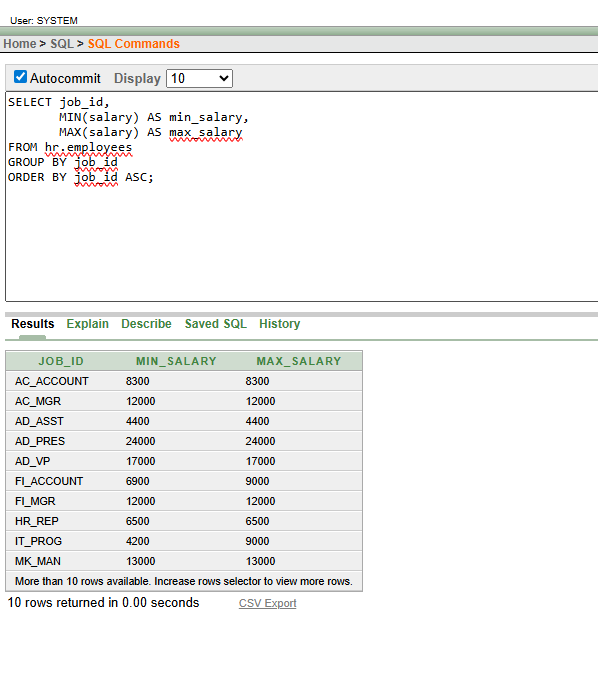 User: SYSTEM
Home > SQL > SQL Commands
Autocommit Display 10
SELECT job_id,
       MIN(salary) AS min_salary,
       MAX(salary) AS max_salary
FROM hr.employees
GROUP BY job_id
ORDER BY job_id ASC;
Results Explain Describe Saved SQL History
JOB_ID MIN_SALARY MAX_SALARY
AC_ACCOUNT 8300 8300
AC_MGR 12000 12000
AD_ASST 4400 4400
AD_PRES 24000 24000
AD_VP 17000 17000
FI_ACCOUNT 6900 9000
FI_MGR 12000 12000
HR_REP 6500 6500
IT_PROG 4200 9000
MK_MAN 13000 13000
More than 10 rows available. Increase rows selector to view more rows.
10 rows returned in 0.00 seconds CSV Export